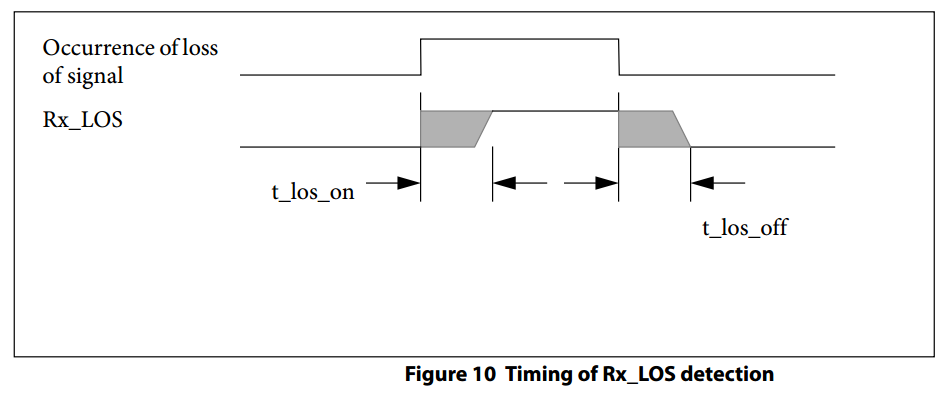 Occurrence of loss
of signal
Rx_LOS
t_los_on
t_los_off
Figure 10 Timing of Rx_LOS detection